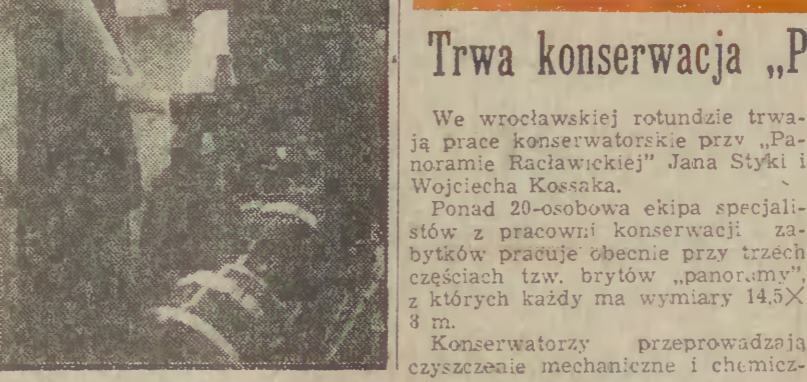 Trwa konserwacja „P
We wrocławskiej rotundzie trwa-
ją prace konserwatorskie przy „Pa-
noramie Racławickiej” Jana Styki i
Wojciecha Kossaka.
Ponad 20-osobowa ekipa specjali-
stów z pracowni konserwacji za-
bytków pracuje obecnie przy trzech
częściach tzw. brytów „panoramy”,
z których każdy ma wymiary 14,5X
8 m.
Konserwatorzy przeprowadzają
czyszczenie mechaniczne i chemicz-